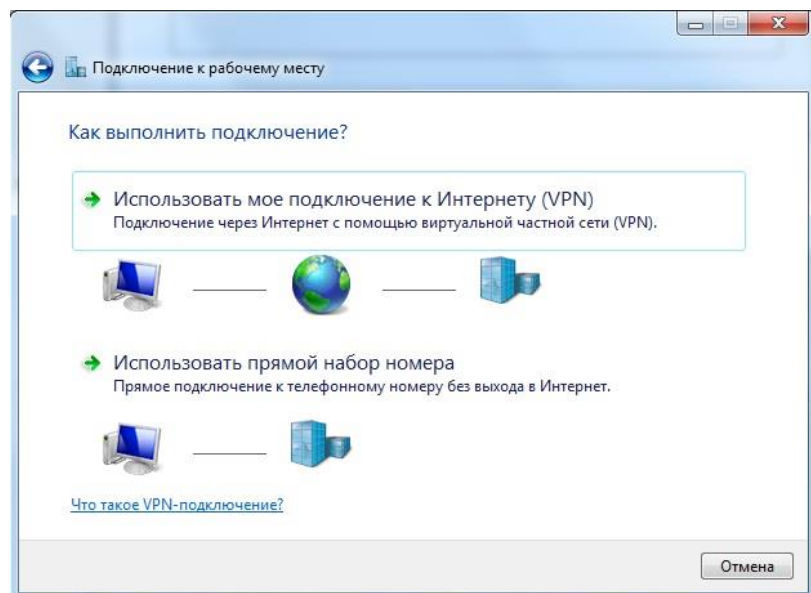 Подключение к рабочему месту
Как выполнить подключение?
Использовать мое подключение к Интернету (VPN)
Подключение через Интернет с помощью виртуальной частной сети (VPN).
Использовать прямой набор номера
Прямое подключение к телефонному номеру без выхода в Интернет.
Что такое VPN-подключение?
Отмена